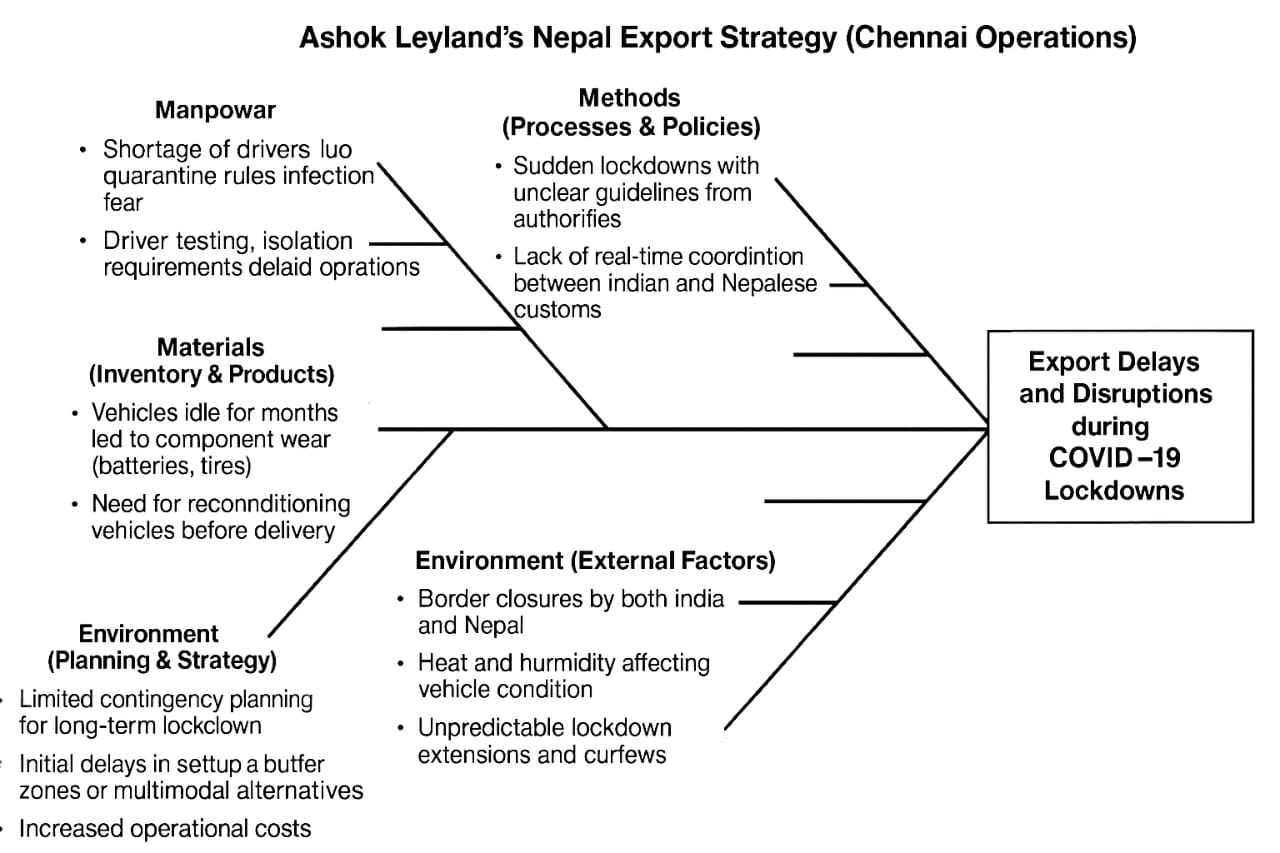 Ashok Leyland's Nepal Export Strategy (Chennai Operations)
Manpowar
• Shortage of drivers luo
quarantine rules infection
fear
• Driver testing, isolation
requirements delaid oprations
Methods
(Processes & Policies)
• Sudden lockdowns with
unclear guidelines from
authorifies
• Lack of real-time coordintion
between indian and Nepalese
customs
Materials
(Inventory & Products)
• Vehicles idle for months
led to component wear
(batteries, tires)
• Need for reconnditioning
vehicles before delivery
Export Delays
and Disruptions
during
COVID–19
Lockdowns
Environment
(Planning & Strategy)
• Limited contingency planning
for long-term lockclown
• Initial delays in settup a butfer
zones or multimodal alternatives
• Increased operational costs
Environment (External Factors)
• Border closures by both india
and Nepal
• Heat and hurmidity affecting
vehicle condition
• Unpredictable lockdown
extensions and curfews